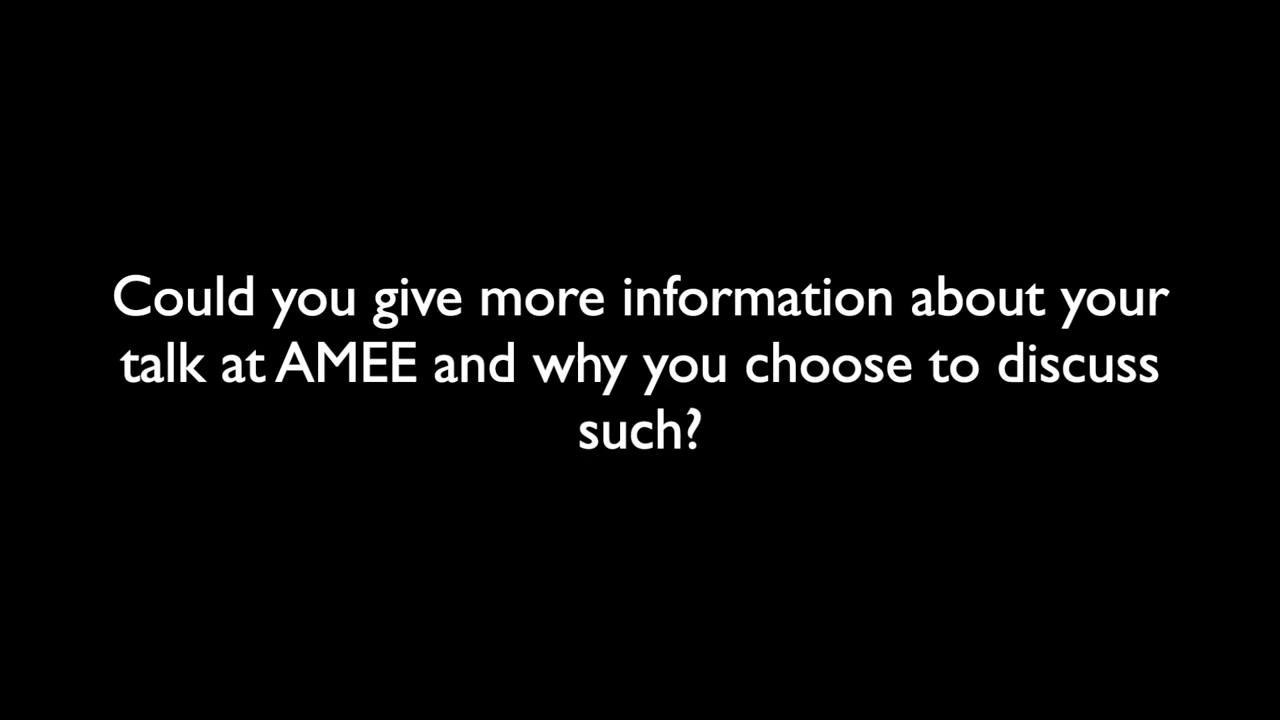 Could you give more information about your
talk at AMEE and why you choose to discuss
such?